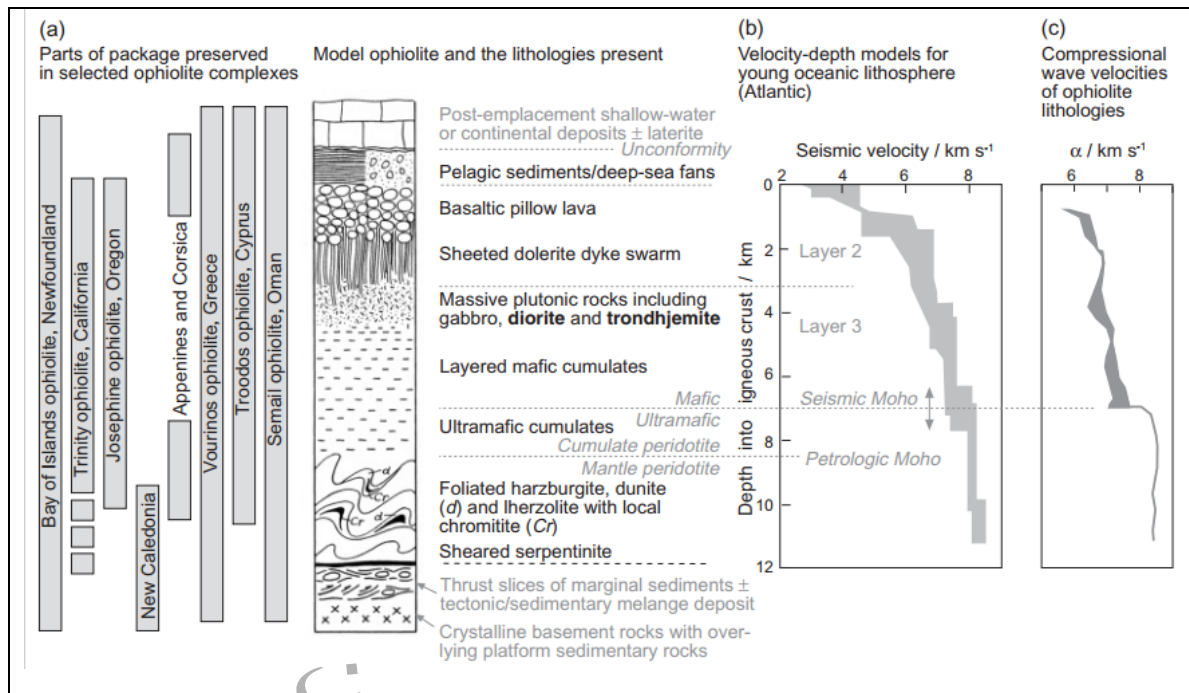 (a)
Parts of package preserved
in selected ophiolite complexes
Model ophiolite and the lithologies present
Bay of Islands ophiolite, Newfoundland
Trinity ophiolite, California
Josephine ophiolite, Oregon
New Caledonia
Appenines and Corsica
Vourinos ophiolite, Greece
Troodos ophiolite, Cyprus
Semail ophiolite, Oman
Post-emplacement shallow-water
or continental deposits ± laterite
Unconformity
Pelagic sediments/deep-sea fans
Basaltic pillow lava
Sheeted dolerite dyke swarm
Massive plutonic rocks including
gabbro, diorite and trondhjemite
Layered mafic cumulates
Mafic
Ultramafic
Ultramafic cumulates
Cumulate peridotite
Mantle peridotite
d
Cr
d
Cr
Foliated harzburgite, dunite
(d) and lherzolite with local
chromitite (Cr)
Sheared serpentinite
Thrust slices of marginal sediments ±
tectonic/sedimentary melange deposit
Crystalline basement rocks with over-
lying platform sedimentary rocks
(b)
Velocity-depth models for
young oceanic lithosphere
(Atlantic)
Seismic velocity / km s-1
2 4 6 8
0
2
4
6
8
10
12
Depth into igneous crust / km
Layer 2
Layer 3
Seismic Moho
Petrologic Moho
(c)
Compressional
wave velocities
of ophiolite
lithologies
α / km s-1
6 8